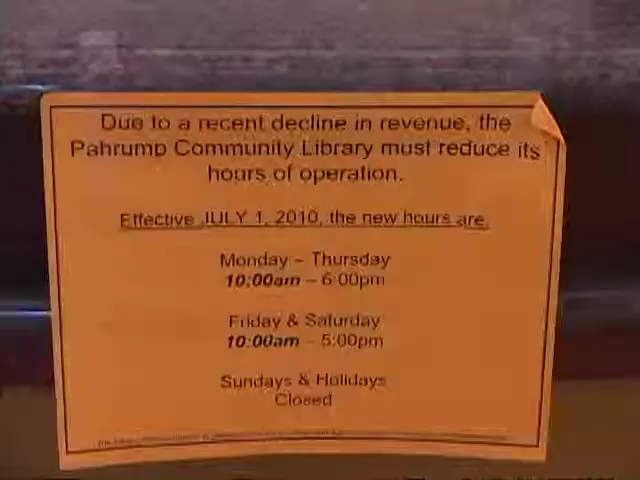 Due to a recent decline in revenue, the
Pahrump Community Library must reduce its
hours of operation.
Effective JULY 1, 2010, the new hours are
Monday – Thursday
10:00am – 6:00pm
Friday & Saturday
10:00am – 5:00pm
Sundays & Holidays
Closed